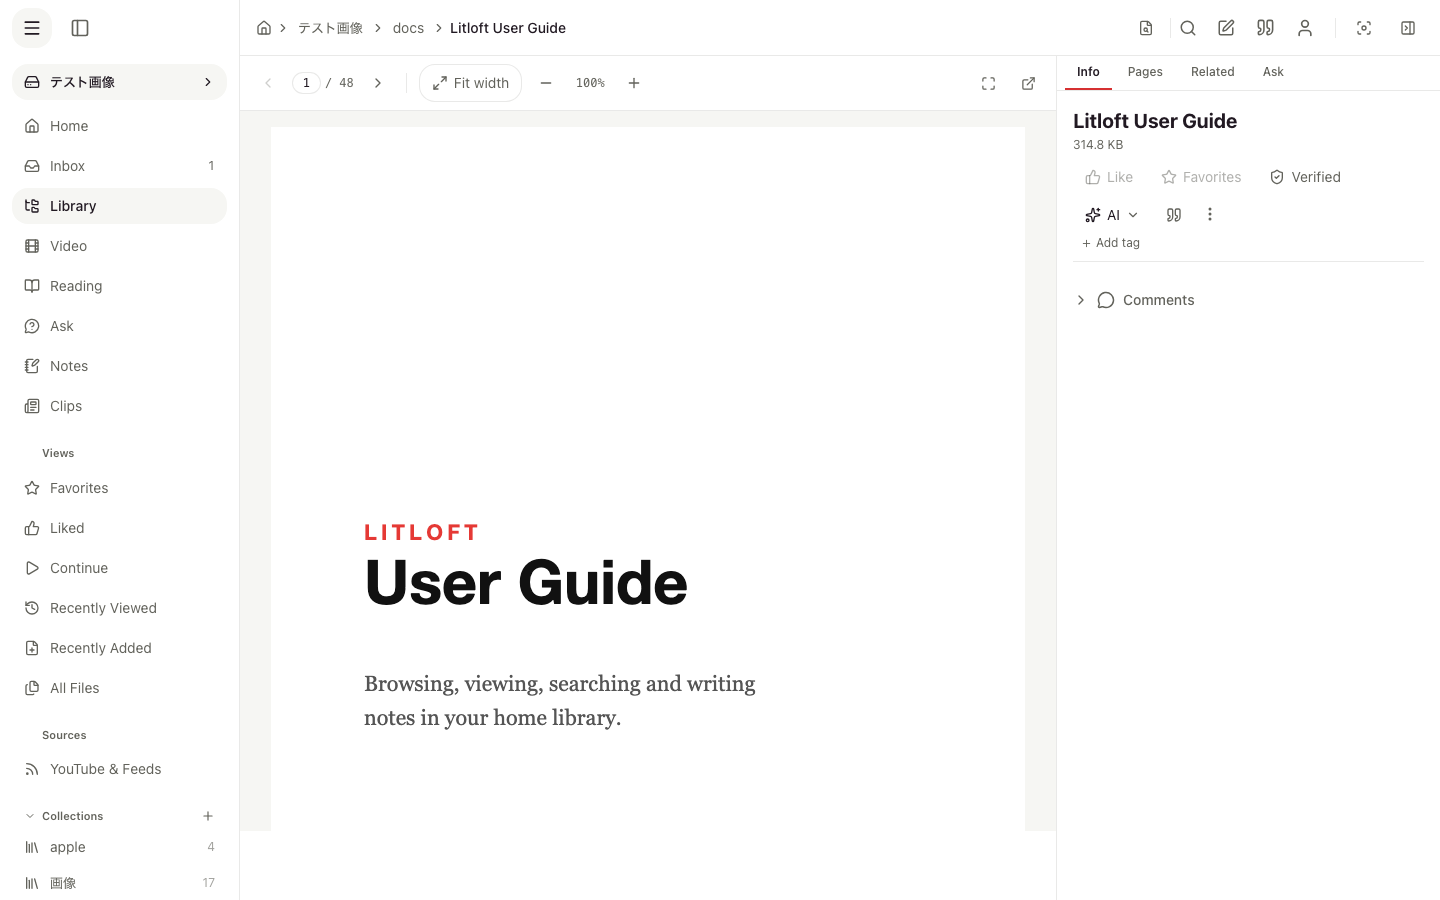 テスト画像 > docs > Litloft User Guide
テスト画像
Home
Inbox 1
Library
Video
Reading
Ask
Notes
Clips
Views
Favorites
Liked
Continue
Recently Viewed
Recently Added
All Files
Sources
YouTube & Feeds
Collections
apple 4
画像 17
1 / 48 Fit width 100%
LITLOFT
User Guide
Browsing, viewing, searching and writing
notes in your home library.
Info Pages Related Ask
Litloft User Guide
314.8 KB
Like Favorites Verified
AI
+ Add tag
Comments